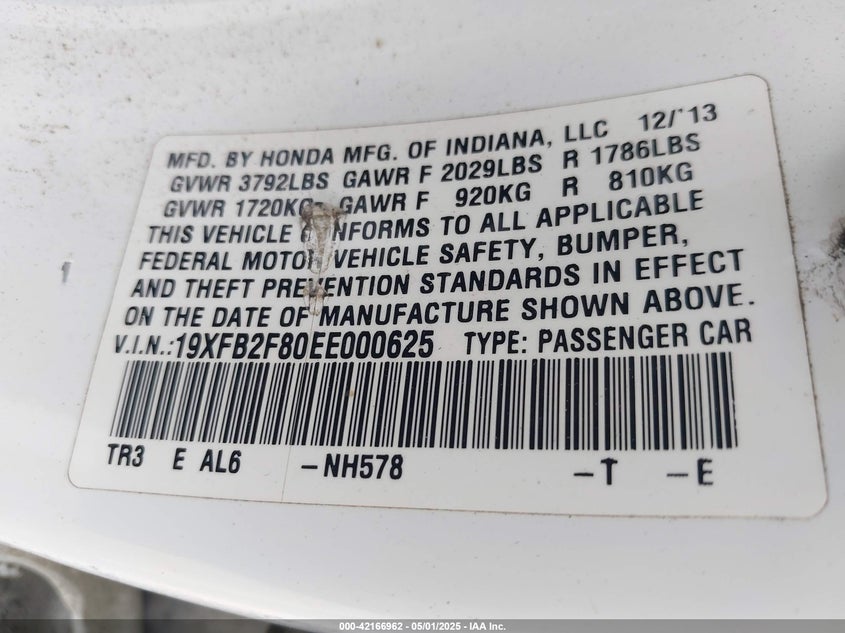 MFD. BY HONDA MFG. OF INDIANA, LLC 12/'13
GVWR 3792LBS GAWR F 2029LBS R 1786LBS
GVWR 1720KG GAWR F 920KG R 810KG
THIS VEHICLE CONFORMS TO ALL APPLICABLE
FEDERAL MOTOR VEHICLE SAFETY, BUMPER,
AND THEFT PREVENTION STANDARDS IN EFFECT
ON THE DATE OF MANUFACTURE SHOWN ABOVE.
V.I.N.:19XFB2F80EE000625 TYPE: PASSENGER CAR
TR3 E AL6 -NH578 -T -E
000-42166962 - 05/01/2025 - IAA Inc.